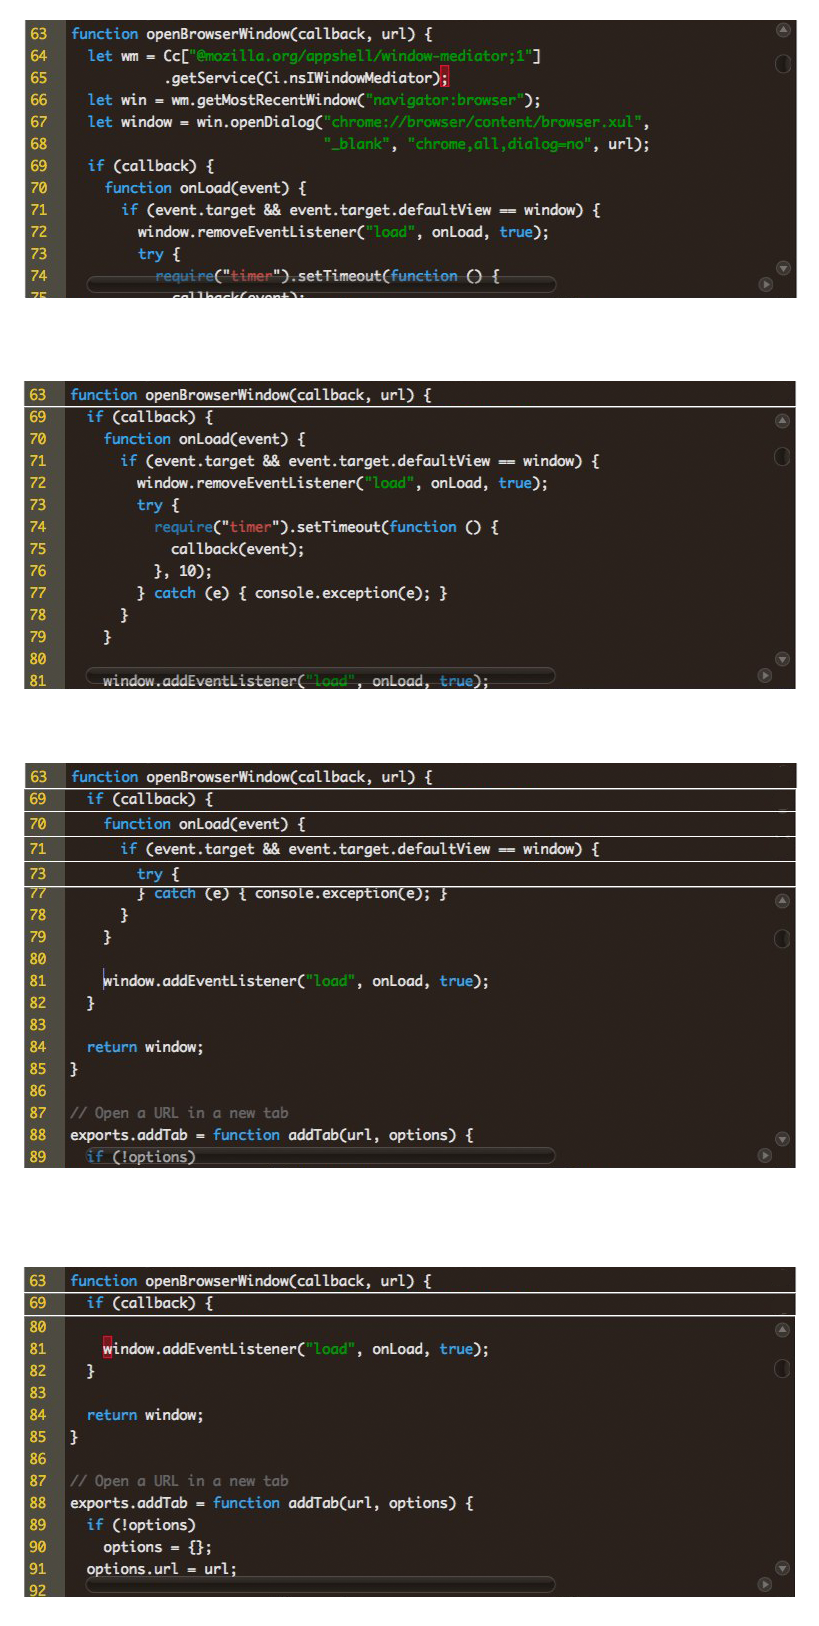 63 function openBrowserWindow(callback, url) {
64   let wm = Cc["@mozilla.org/appshell/window-mediator;1"]
65            .getService(Ci.nsIWindowMediator);
66   let win = wm.getMostRecentWindow("navigator:browser");
67   let window = win.openDialog("chrome://browser/content/browser.xul",
68                               "_blank", "chrome,all,dialog=no", url);
69   if (callback) {
70     function onLoad(event) {
71       if (event.target && event.target.defaultView == window) {
72         window.removeEventListener("load", onLoad, true);
73         try {
74           require("timer").setTimeout(function () {
75             callback(event);
63 function openBrowserWindow(callback, url) {
69   if (callback) {
70     function onLoad(event) {
71       if (event.target && event.target.defaultView == window) {
72         window.removeEventListener("load", onLoad, true);
73         try {
74           require("timer").setTimeout(function () {
75             callback(event);
76           }, 10);
77         } catch (e) { console.exception(e); }
78       }
79     }
80
81     window.addEventListener("load", onLoad, true);
63 function openBrowserWindow(callback, url) {
69   if (callback) {
70     function onLoad(event) {
71       if (event.target && event.target.defaultView == window) {
73         try {
77         } catch (e) { console.exception(e); }
78       }
79     }
80
81     window.addEventListener("load", onLoad, true);
82   }
83
84   return window;
85 }
86
87 // Open a URL in a new tab
88 exports.addTab = function addTab(url, options) {
89   if (!options)
63 function openBrowserWindow(callback, url) {
69   if (callback) {
80
81     window.addEventListener("load", onLoad, true);
82   }
83
84   return window;
85 }
86
87 // Open a URL in a new tab
88 exports.addTab = function addTab(url, options) {
89   if (!options)
90     options = {};
91   options.url = url;
92